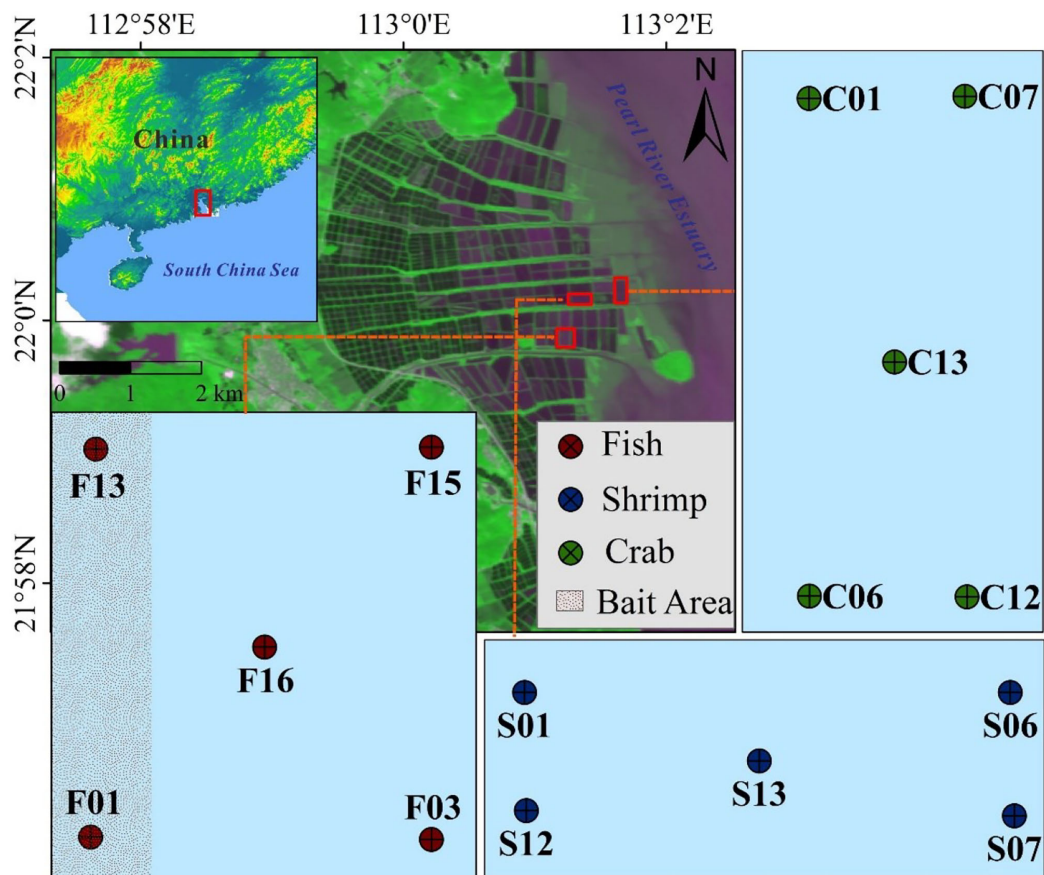 112°58'E
113°0'E
113°2'E
22°2'N
22°0'N
21°58'N
China
South China Sea
Pearl River Estuary
N
0 1 2 km
Fish
Shrimp
Crab
Bait Area
C01
C07
C13
C06
C12
F13
F15
F16
F01
F03
S01
S06
S13
S12
S07